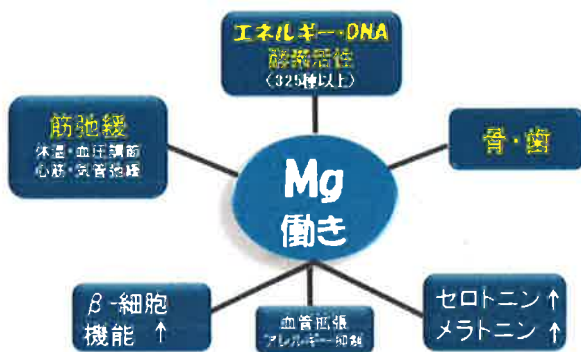 エネルギー・DNA
酵素活性
（325種以上）
筋弛緩
体温・血圧調節
心筋・気管弛緩
骨・歯
Mg
働き
β-細胞
機能 ↑
血管拡張
アレルギー抑制
セロトニン↑
メラトニン↑